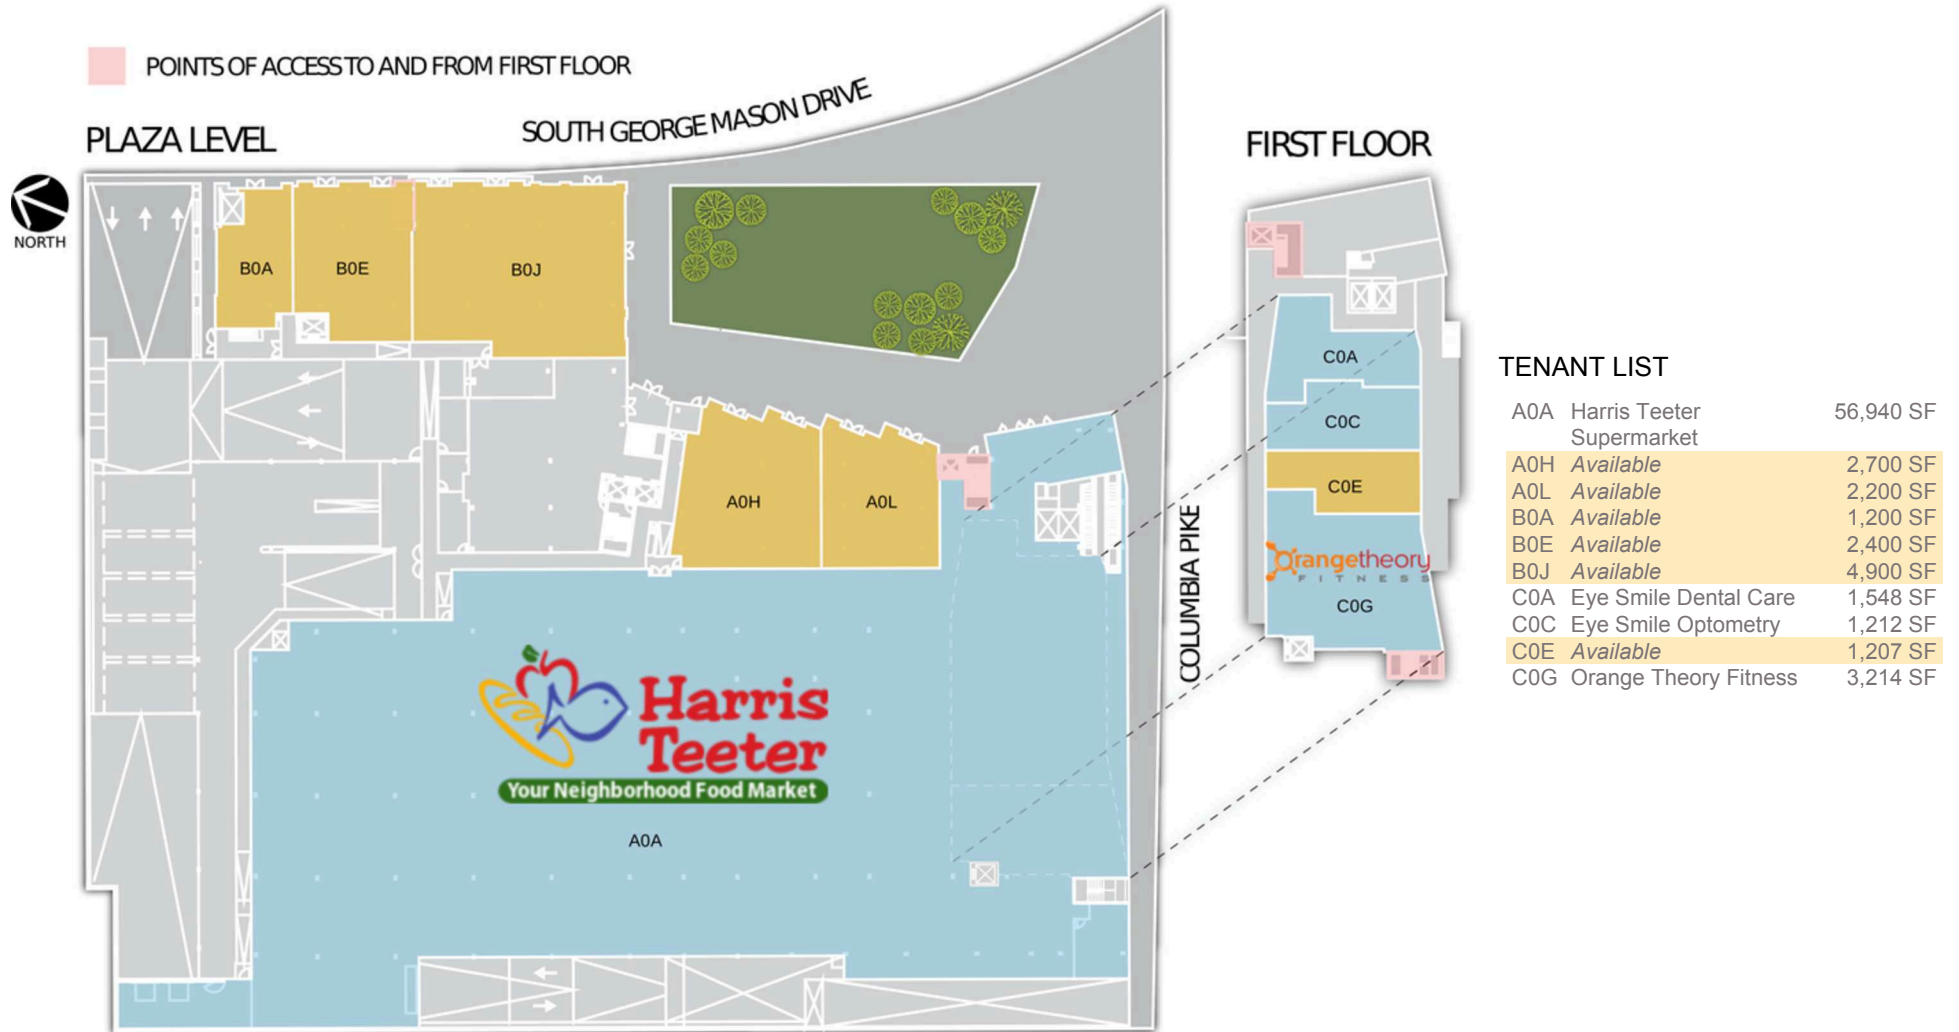 POINTS OF ACCESS TO AND FROM FIRST FLOOR
PLAZA LEVEL
SOUTH GEORGE MASON DRIVE
NORTH
B0A
B0E
B0J
A0H
A0L
Harris
Teeter
Your Neighborhood Food Market
A0A
COLUMBIA PIKE
FIRST FLOOR
C0A
C0C
C0E
Orangetheory
FITNESS
C0G
TENANT LIST
A0A Harris Teeter 56,940 SF
Supermarket
A0H Available 2,700 SF
A0L Available 2,200 SF
B0A Available 1,200 SF
B0E Available 2,400 SF
B0J Available 4,900 SF
C0A Eye Smile Dental Care 1,548 SF
C0C Eye Smile Optometry 1,212 SF
C0E Available 1,207 SF
C0G Orange Theory Fitness 3,214 SF